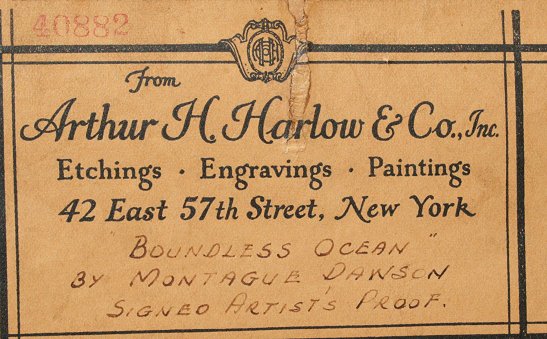 40882
From
Arthur H. Harlow & Co., Inc.
Etchings · Engravings · Paintings
42 East 57th Street, New York
"BOUNDLESS OCEAN"
BY MONTAGUE DAWSON
SIGNED ARTIST'S PROOF.